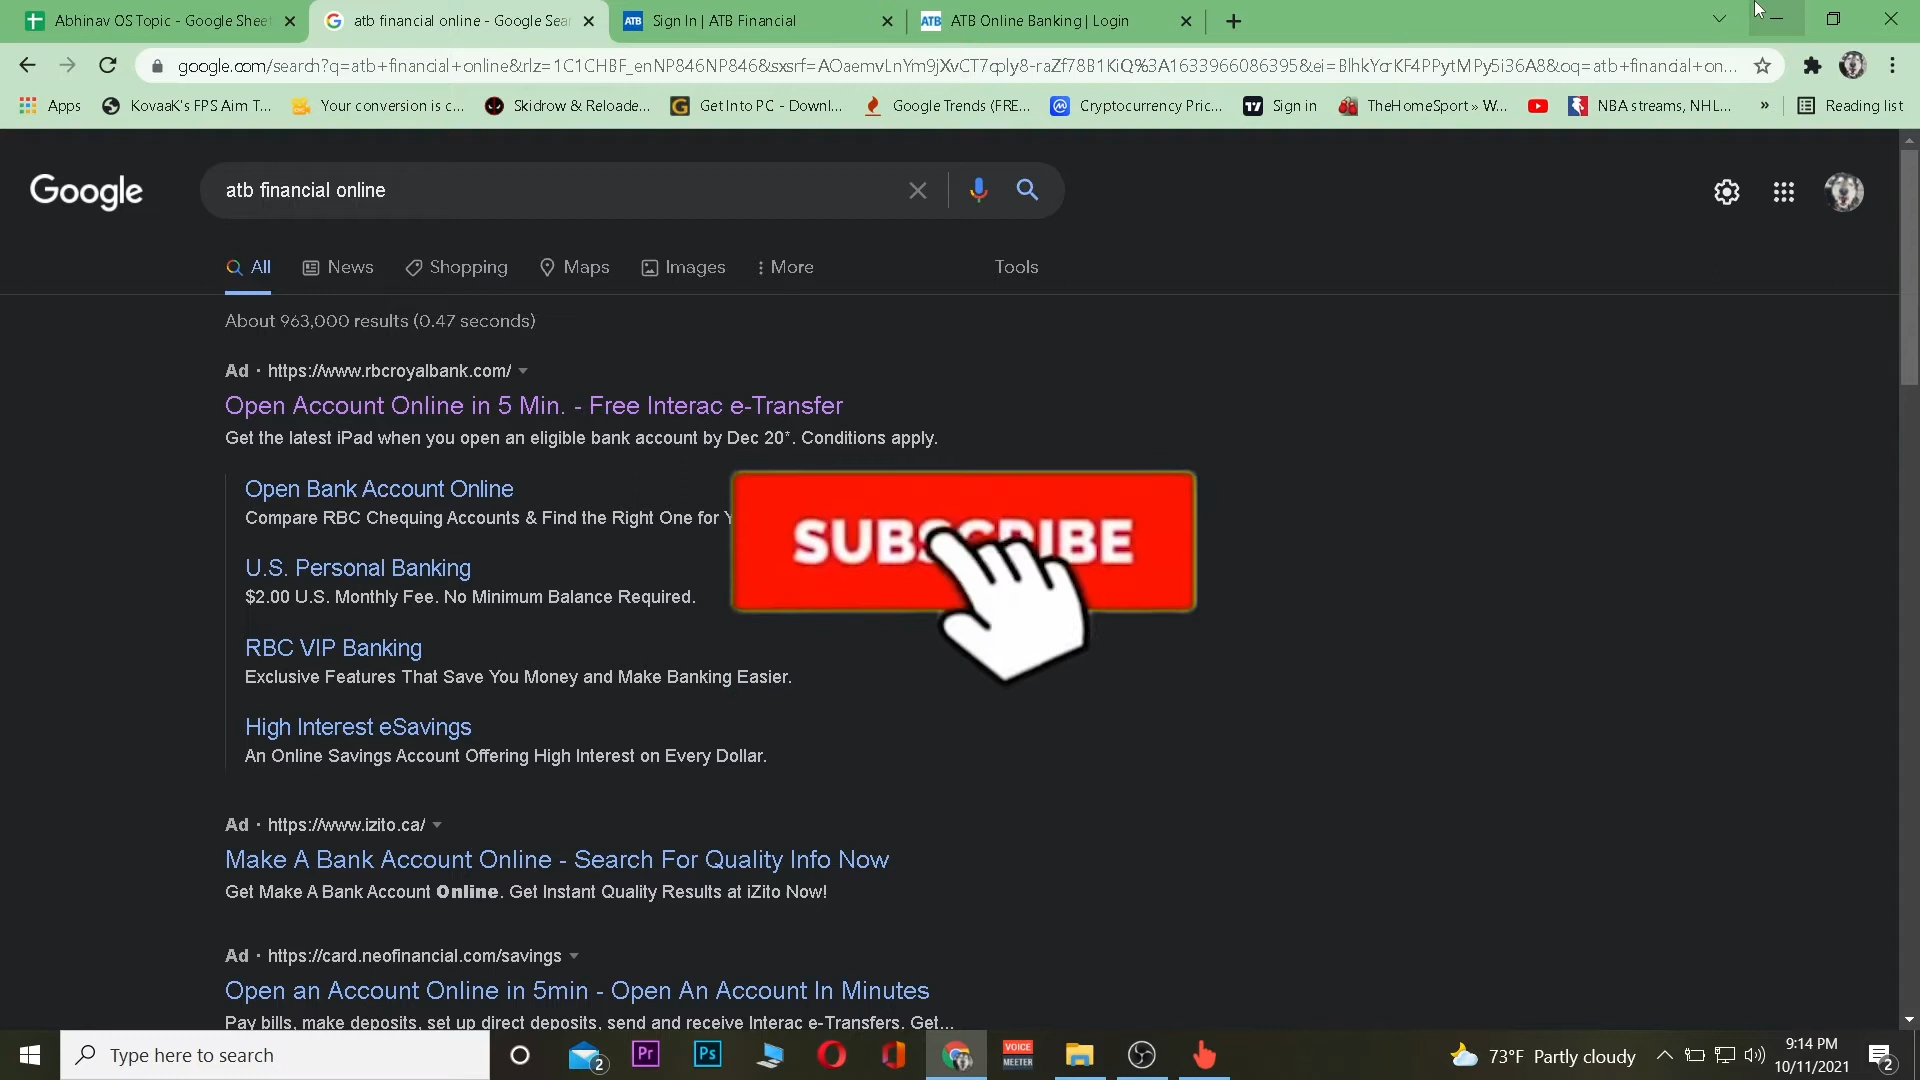 Abhinav OS Topic - Google Sheet
atb financial online - Google Sear
ATB Sign In | ATB Financial
ATB ATB Online Banking | Login
google.com/search?q=atb+financial+online&rlz=1C1CHBF_enNP846NP846&sxsrf=AOaemvLnYm9jXvCT7cply8-raZf78B1KiQ%3A1633966086395&ei=BlhkYcrKF4PPytMPy5i36A8&oq=atb+financial+on...
Apps
KovaaK's FPS Aim T...
Your conversion is c...
Skidrow & Reloade...
Get Into PC - Downl...
Google Trends (FRE...
Cryptocurrency Pric...
Sign in
TheHomeSport » W...
NBA streams, NHL...
»
Reading list
Google
atb financial online
All
News
Shopping
Maps
Images
More
Tools
About 963,000 results (0.47 seconds)
Ad · https://www.rbcroyalbank.com/
Open Account Online in 5 Min. - Free Interac e-Transfer
Get the latest iPad when you open an eligible bank account by Dec 20*. Conditions apply.
Open Bank Account Online
Compare RBC Chequing Accounts & Find the Right One for Y
SUBSCRIBE
U.S. Personal Banking
$2.00 U.S. Monthly Fee. No Minimum Balance Required.
RBC VIP Banking
Exclusive Features That Save You Money and Make Banking Easier.
High Interest eSavings
An Online Savings Account Offering High Interest on Every Dollar.
Ad · https://www.izito.ca/
Make A Bank Account Online - Search For Quality Info Now
Get Make A Bank Account Online. Get Instant Quality Results at iZito Now!
Ad · https://card.neofinancial.com/savings
Open an Account Online in 5min - Open An Account In Minutes
Pay bills, make deposits, set up direct deposits, send and receive Interac e-Transfers. Get...
Type here to search
2
Pr
Ps
VOICE
MEETER
73°F Partly cloudy
9:14 PM
10/11/2021
2